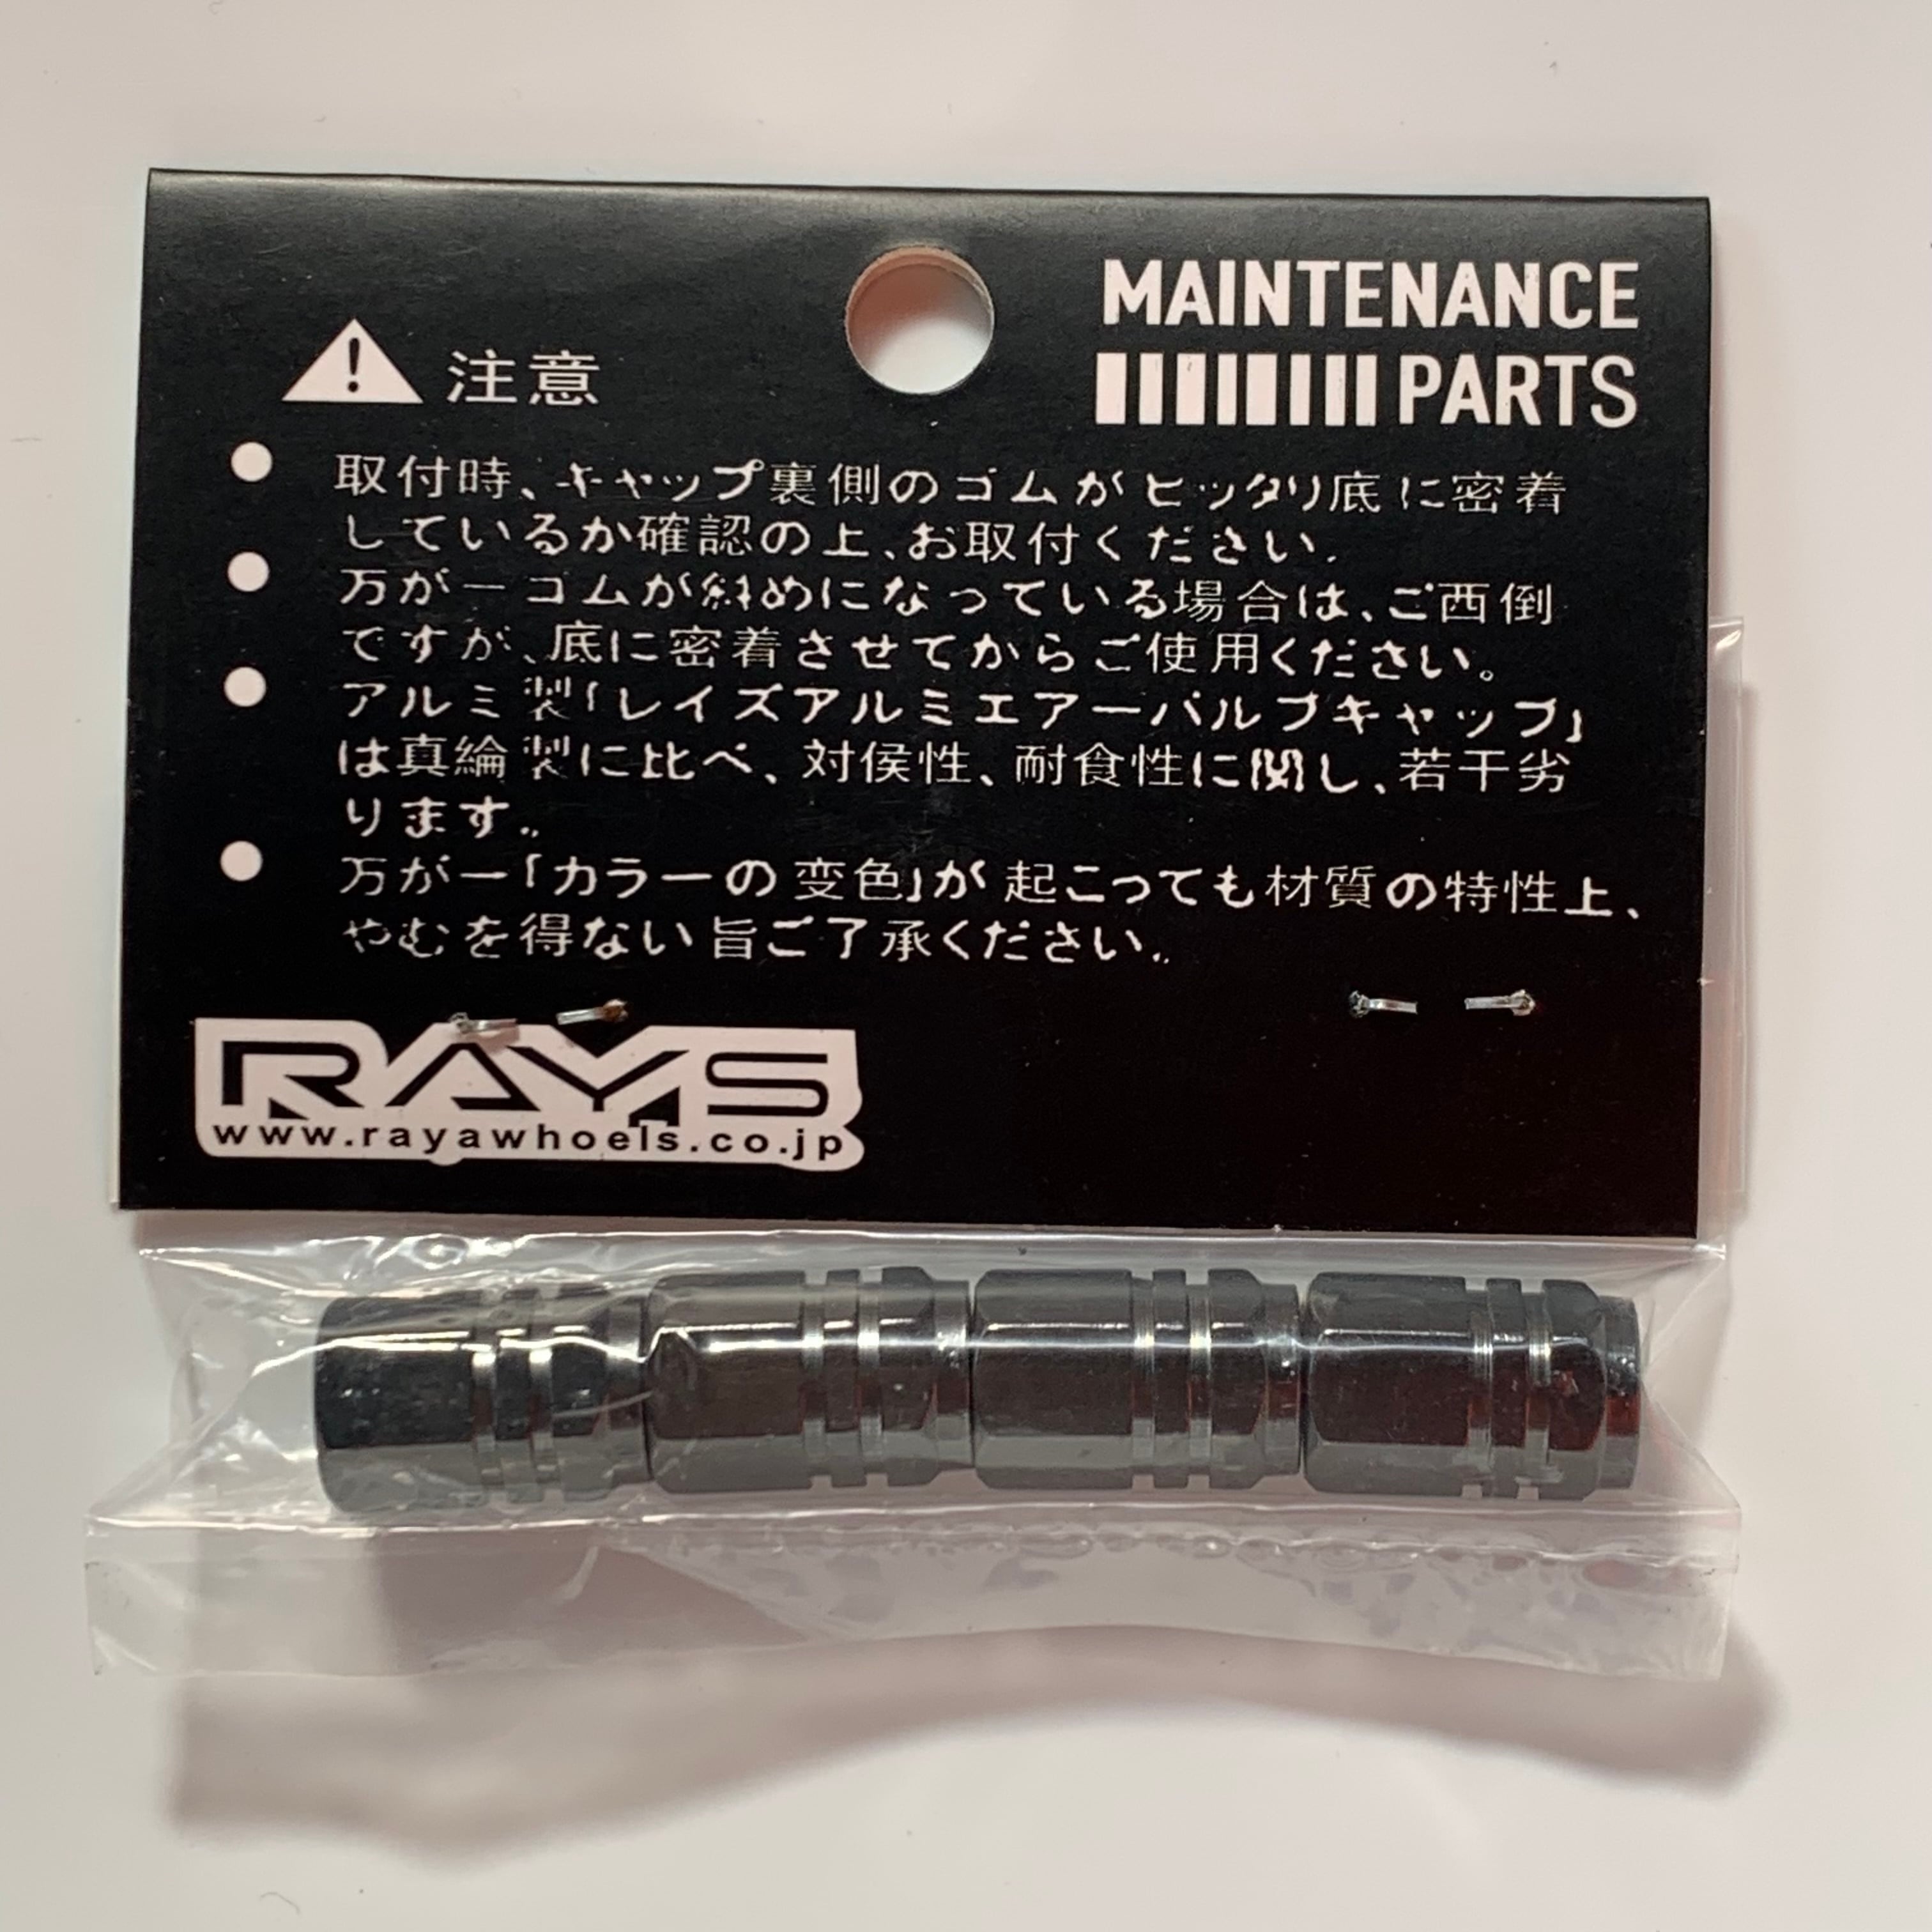 MAINTENANCE
PARTS
注意
取付時、キャップ裏側のゴムがヒッタリ底に密着
しているか確認の上、お取付ください.
万が一ゴムが斜めになっている場合は、ご西倒
ですが、底に密着させてからご使用ください。
アルミ製「レイズアルミエアーバルブキャップ」
は真綸製に比べ、対侯性、耐食性に関し、若干劣
ります。
万が一「カラーの変色」が起こっても材質の特性上、
やむを得ない旨ご了承ください。
RAYS
www.rayawhoels.co.jp